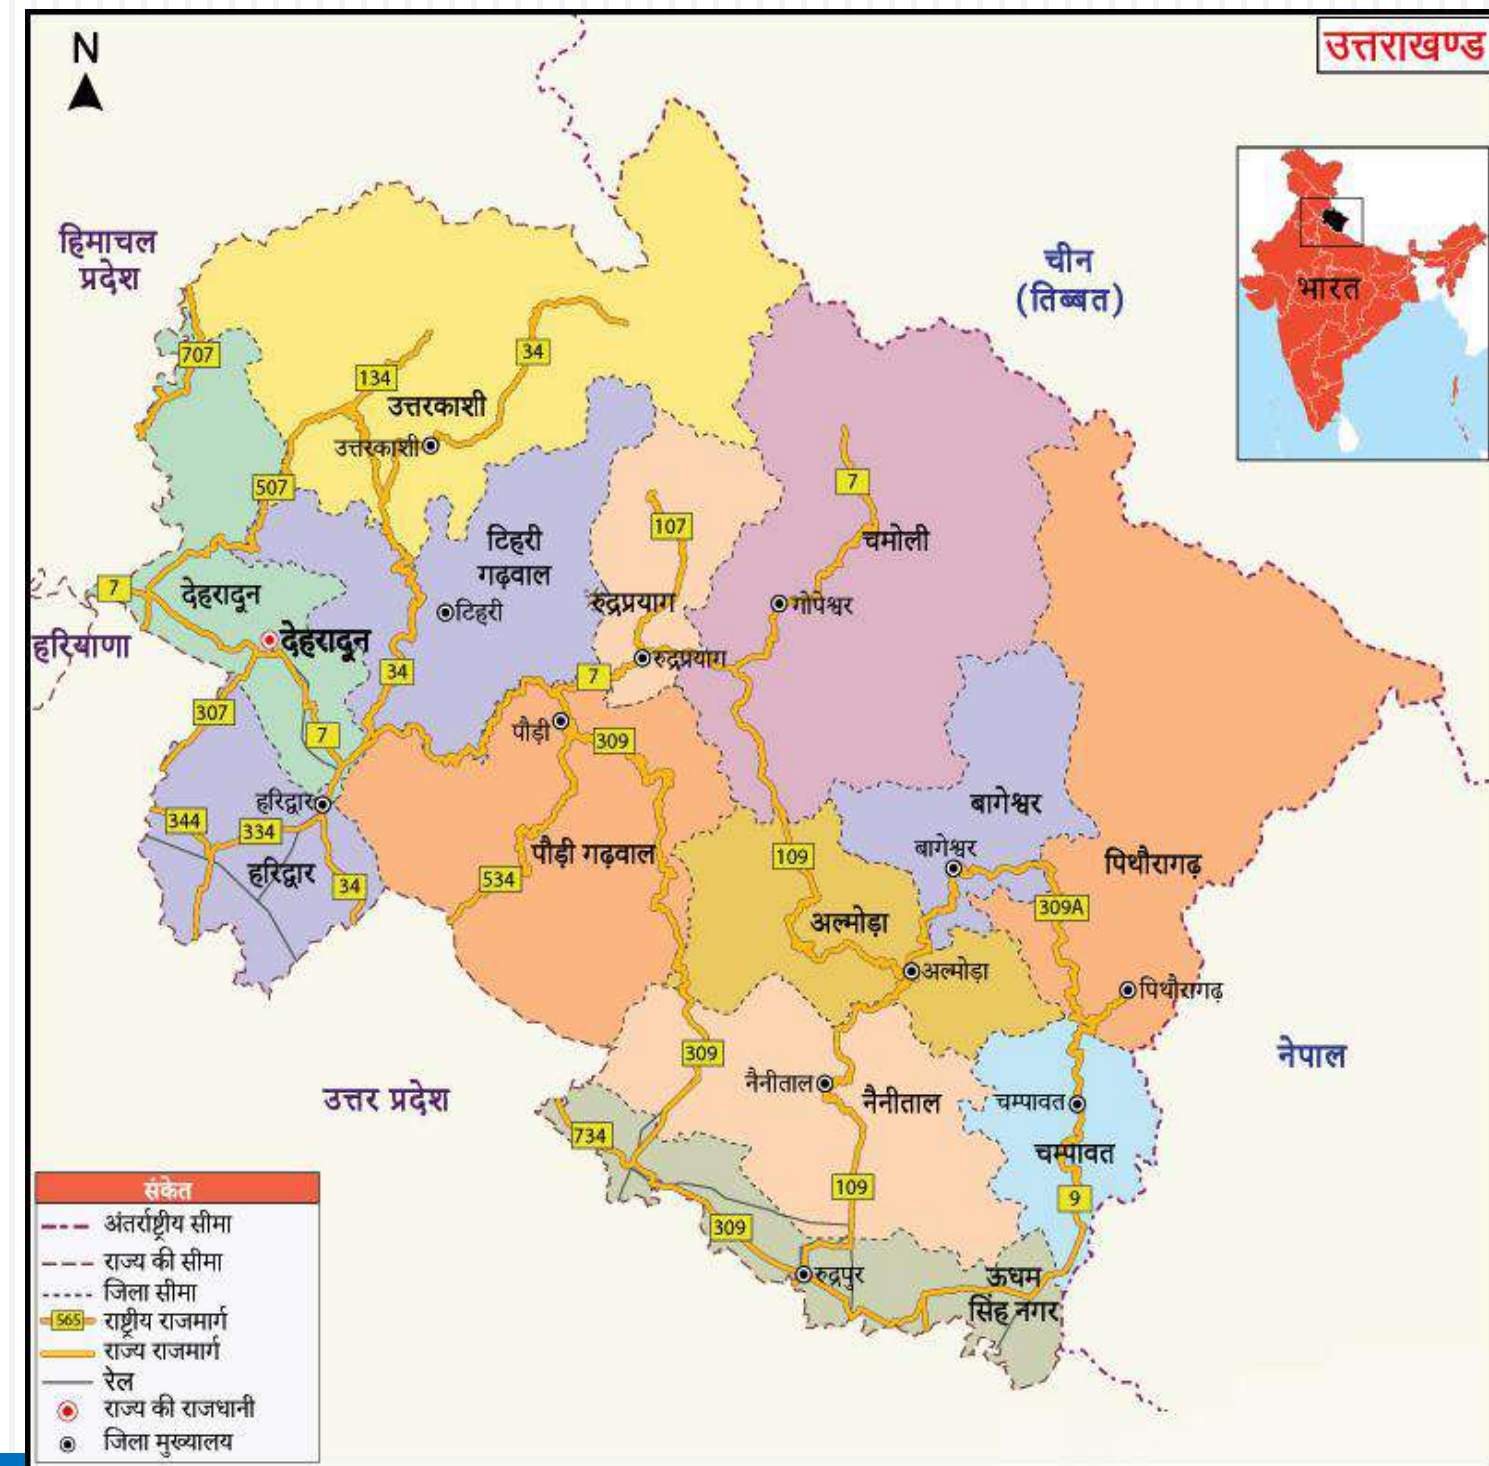 N
उत्तराखण्ड
हिमाचल
प्रदेश
चीन
(तिब्बत)
भारत
707
134
34
उत्तरकाशी
उत्तरकाशी
507
7
107
टिहरी
गढ़वाल
चमोली
7
देहरादून
रुद्रप्रयाग
गोपेश्वर
टिहरी
हरियाणा
देहरादून
रुद्रप्रयाग
34
7
307
7
पौड़ी
309
हरिद्वार
बागेश्वर
344
334
हरिद्वार
34
534
पौड़ी गढ़वाल
109
बागेश्वर
पिथौरागढ़
309A
अल्मोड़ा
अल्मोड़ा
पिथौरागढ़
309
नेपाल
उत्तर प्रदेश
नैनीताल
नैनीताल
चम्पावत
734
चम्पावत
109
9
309
रुद्रपुर
ऊधम
सिंह नगर
संकेत
अंतर्राष्ट्रीय सीमा
राज्य की सीमा
जिला सीमा
565 राष्ट्रीय राजमार्ग
राज्य राजमार्ग
रेल
राज्य की राजधानी
जिला मुख्यालय